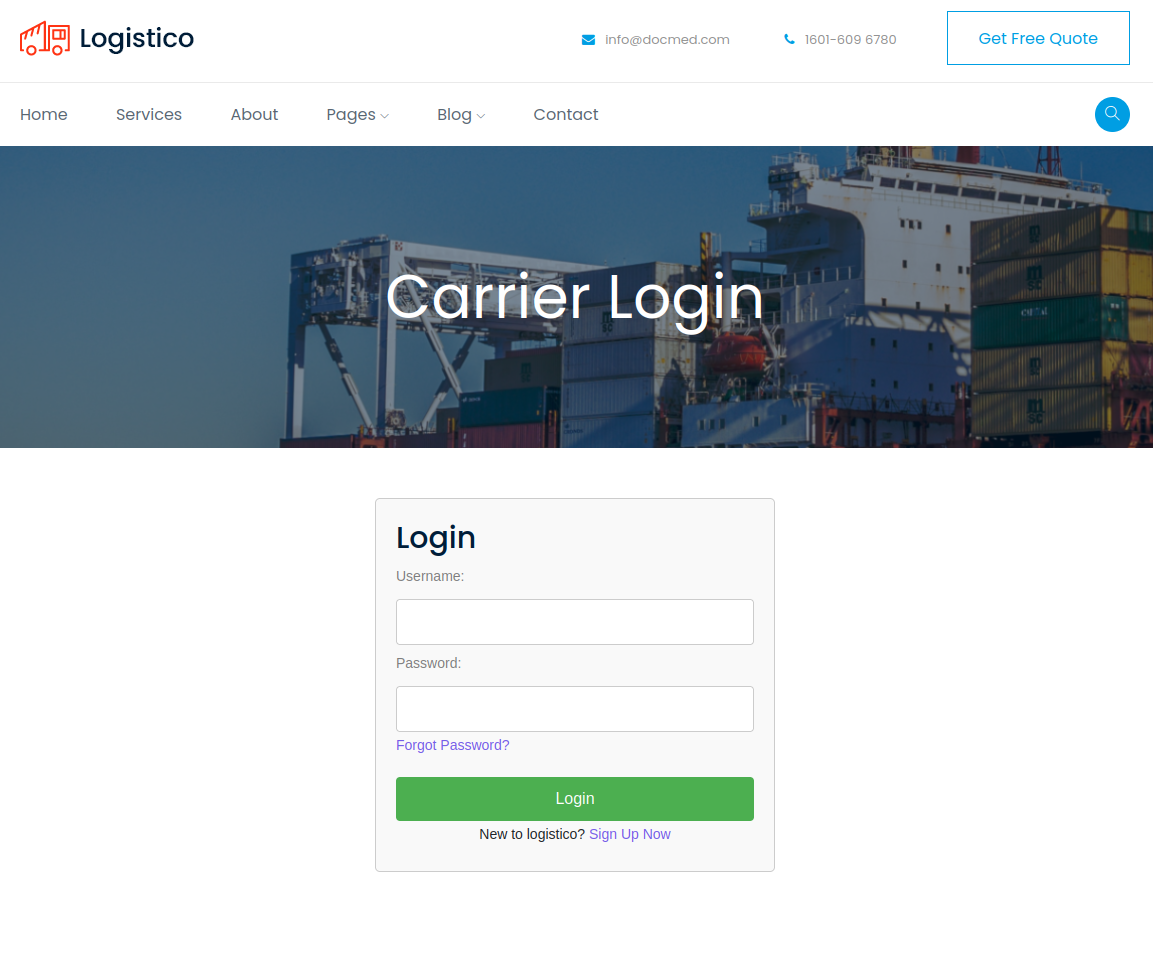 Logistico
info@docmed.com
1601-609 6780
Get Free Quote
Home Services About Pages Blog Contact
Carrier Login
Login
Username:
Password:
Forgot Password?
Login
New to logistico? Sign Up Now